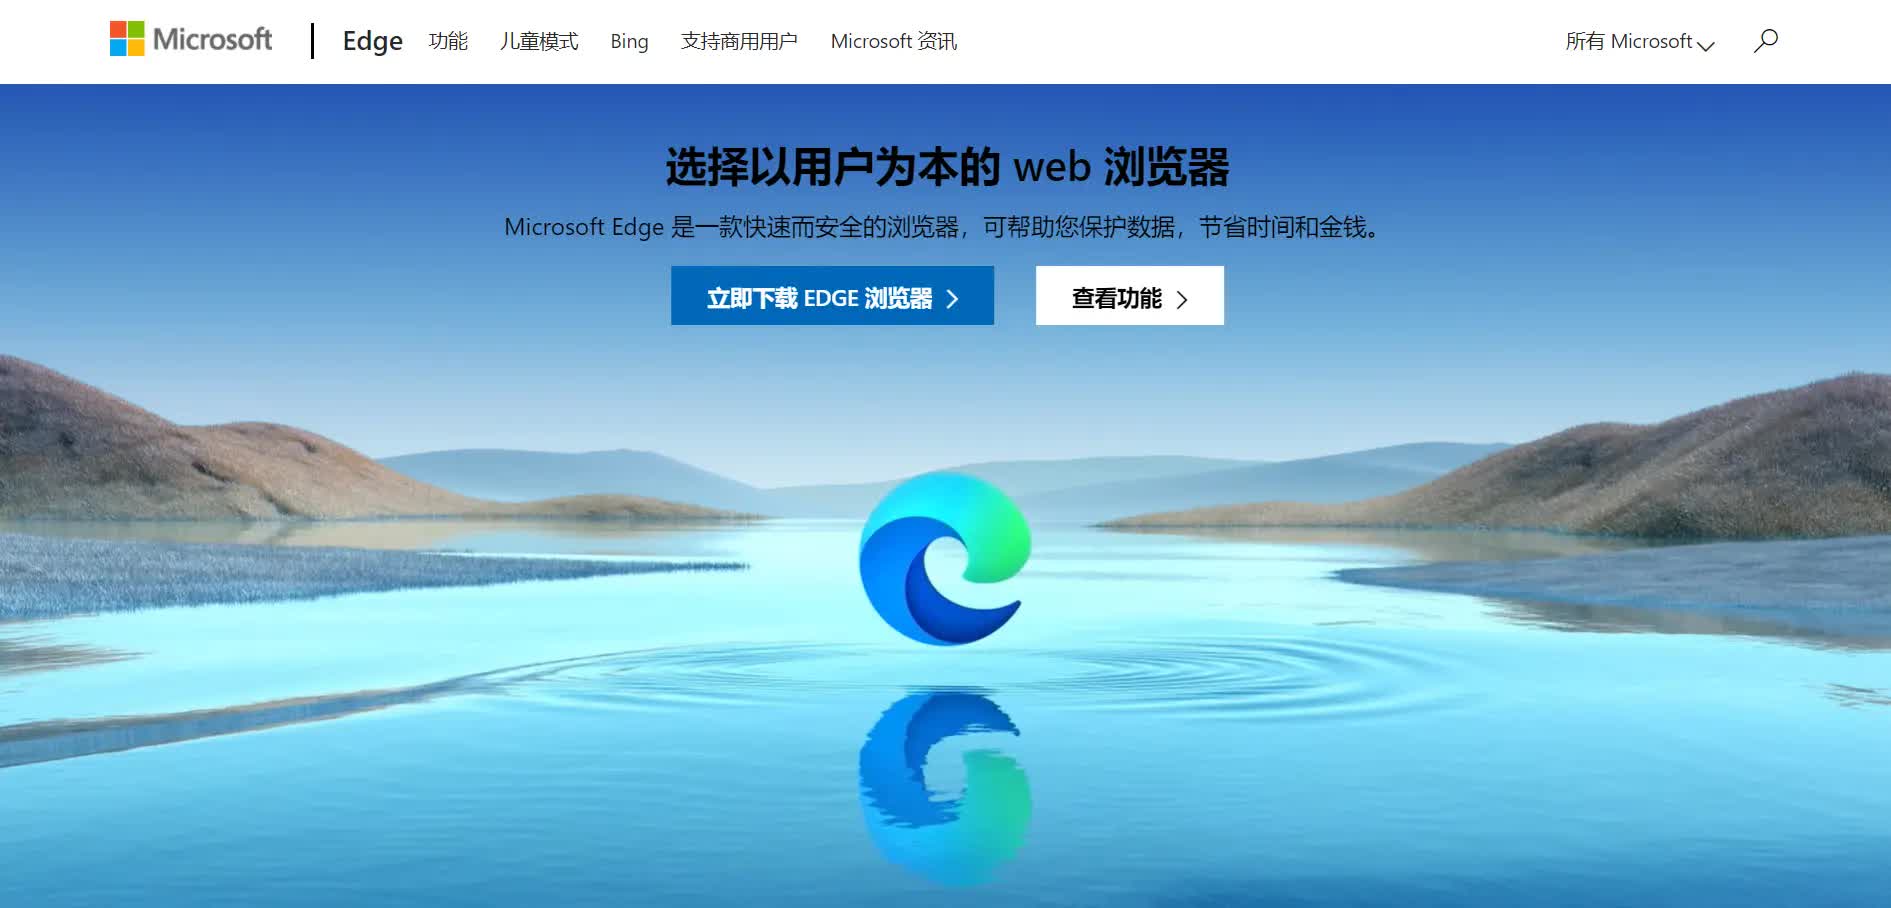 Microsoft
Edge 功能 儿童模式 Bing 支持商用用户 Microsoft 资讯 所有 Microsoft
选择以用户为本的 web 浏览器
Microsoft Edge 是一款快速而安全的浏览器，可帮助您保护数据，节省时间和金钱。
立即下载 EDGE 浏览器
查看功能